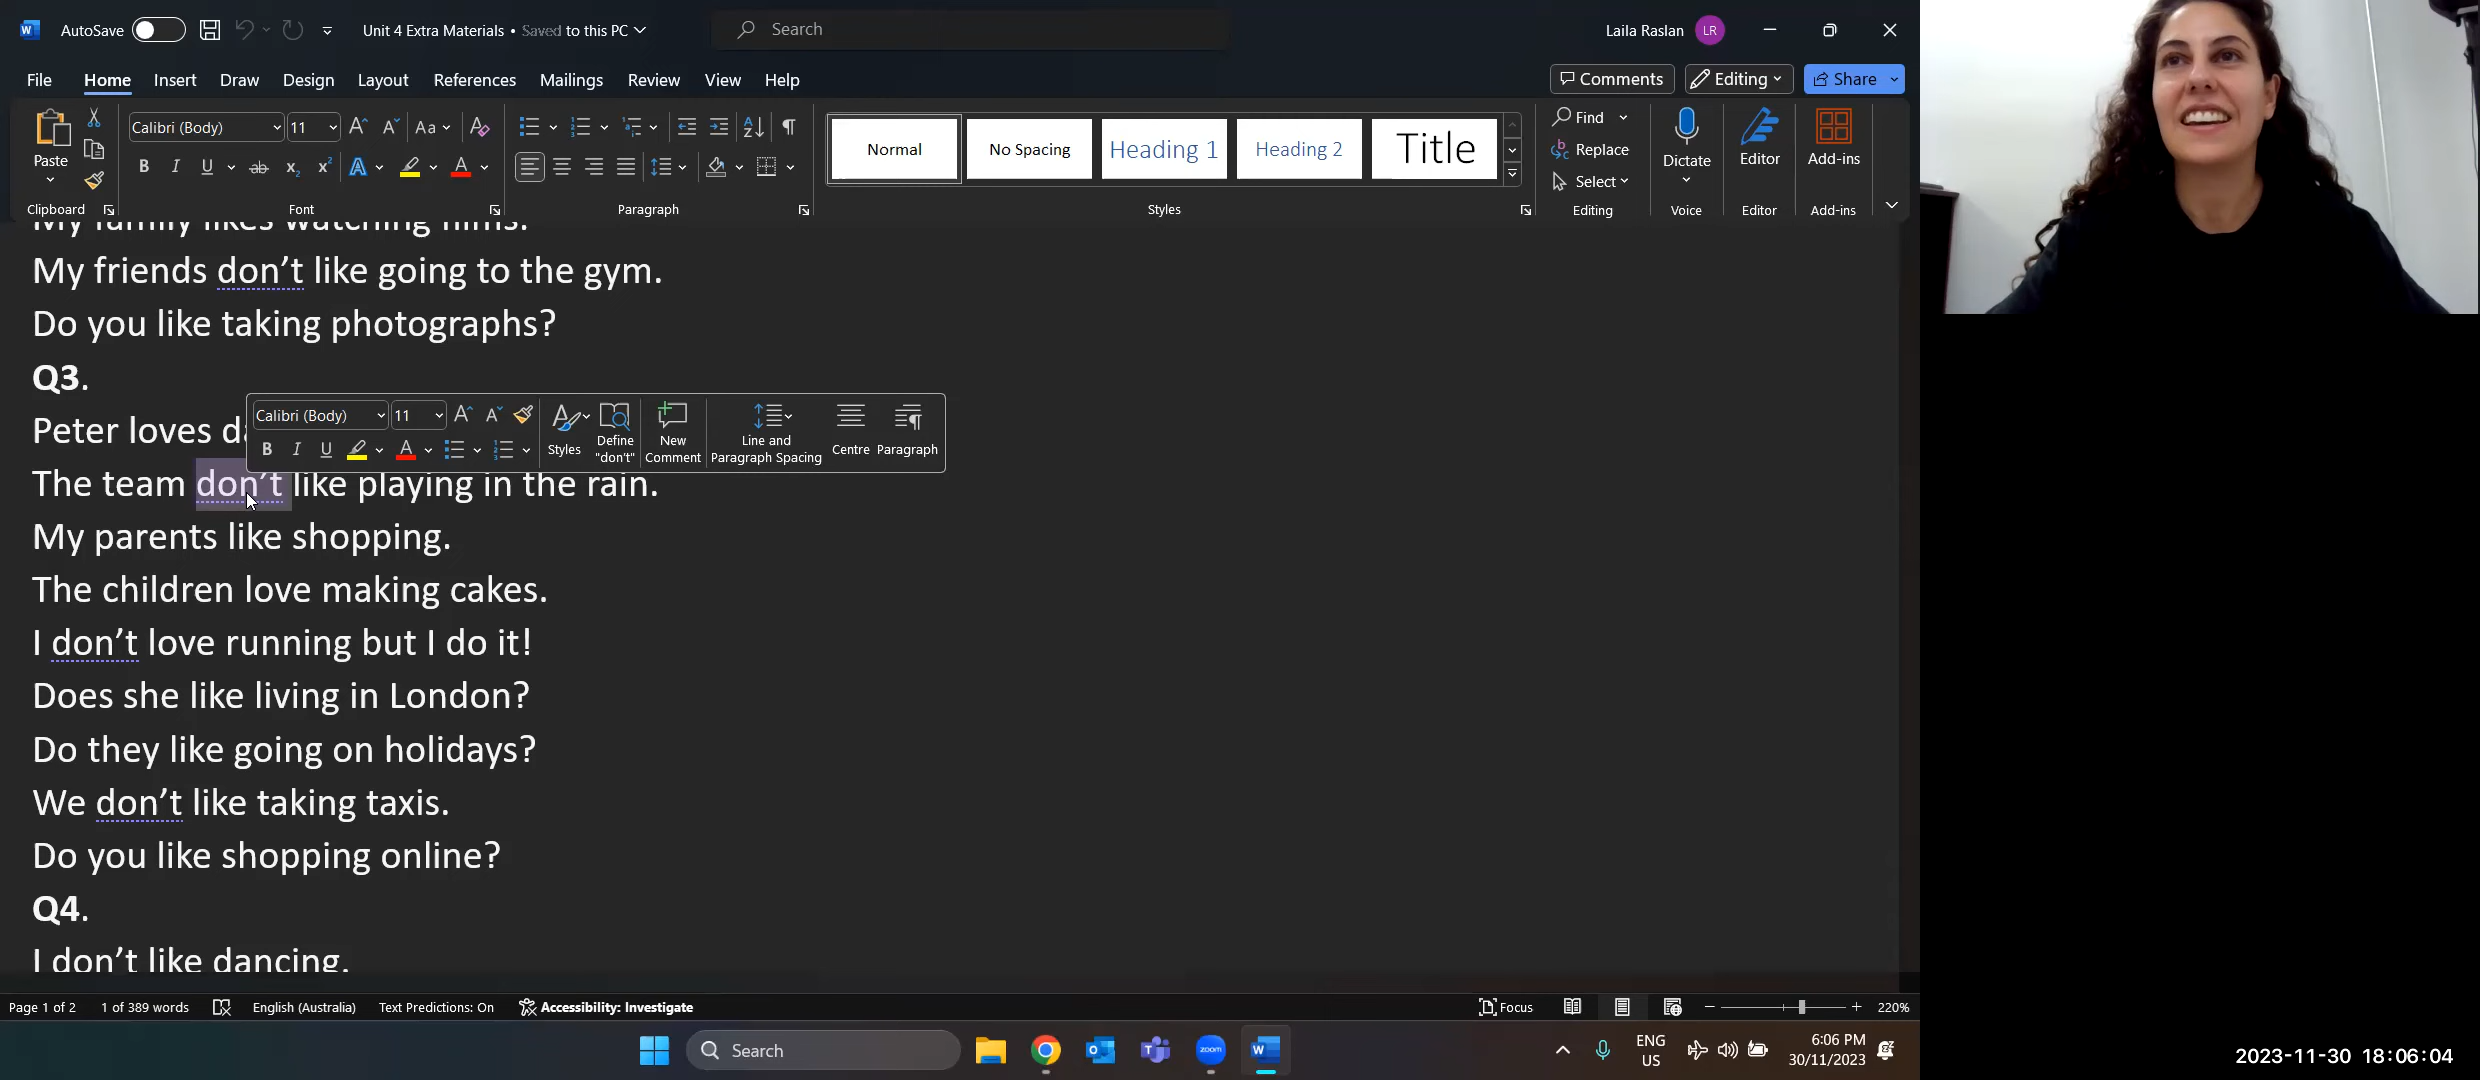 AutoSave
Unit 4 Extra Materials • Saved to this PC
Search
Laila Raslan
LR
File Home Insert Draw Design Layout References Mailings Review View Help
Comments
Editing
Share
Paste
Clipboard
Calibri (Body) 11
Font
Paragraph
Normal
No Spacing
Heading 1
Heading 2
Title
Styles
Find
Replace
Select
Editing
Dictate
Voice
Editor
Editor
Add-ins
Add-ins
My family likes watching films.
My friends don’t like going to the gym.
Do you like taking photographs?
Q3.
Peter loves
Calibri (Body) 11
Styles
Define "don't"
New Comment
Line and Paragraph Spacing
Centre
Paragraph
The team don’t like playing in the rain.
My parents like shopping.
The children love making cakes.
I don’t love running but I do it!
Does she like living in London?
Do they like going on holidays?
We don’t like taking taxis.
Do you like shopping online?
Q4.
I don’t like dancing.
Page 1 of 2 1 of 389 words English (Australia) Text Predictions: On Accessibility: Investigate
Focus
220%
Search
zoom
ENG
US
6:06 PM
30/11/2023
2023-11-30 18:06:04